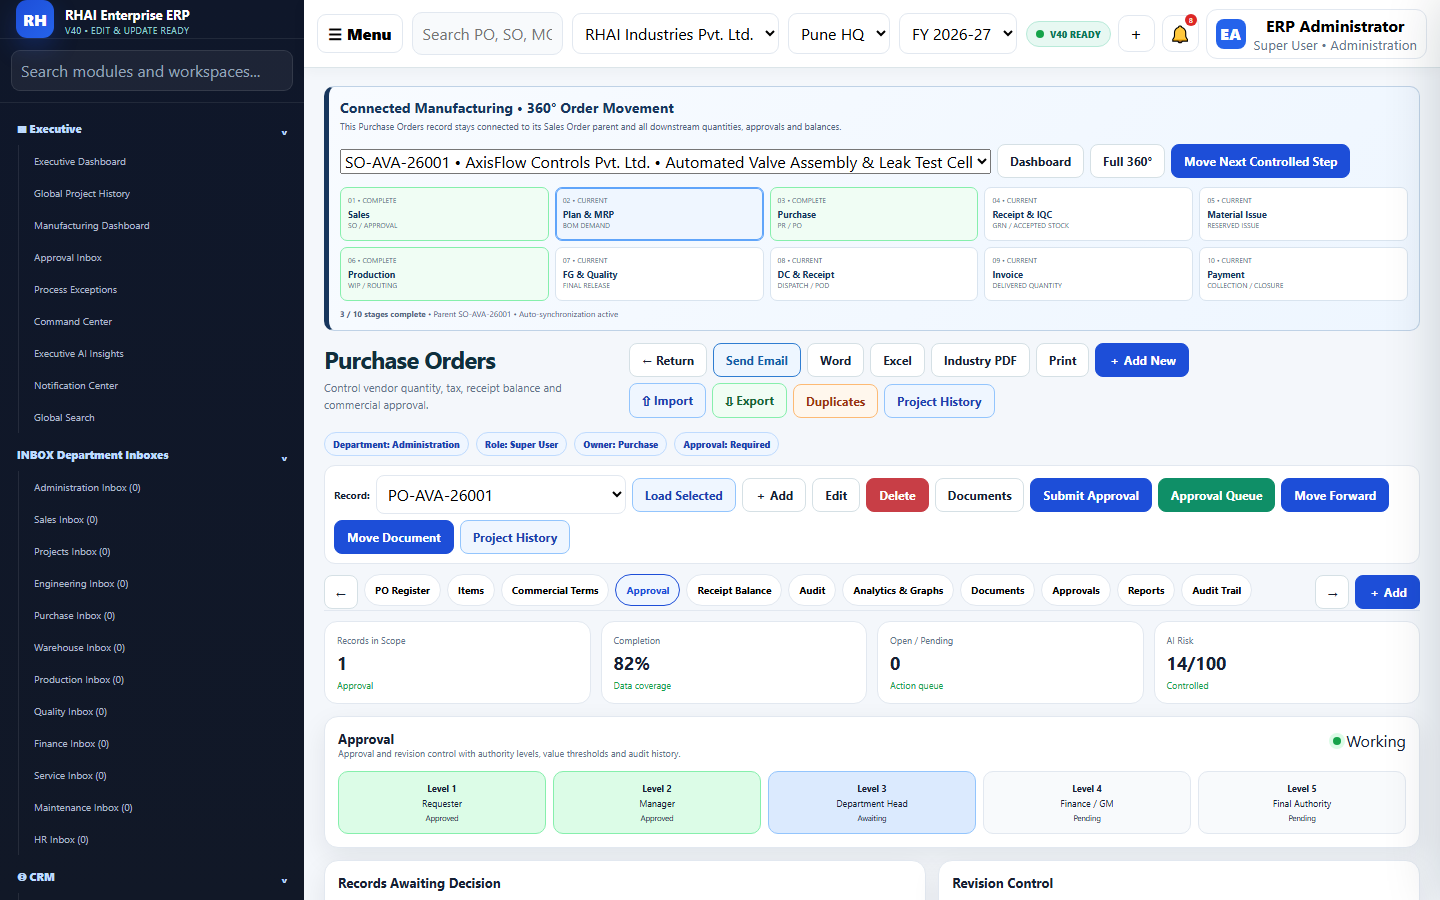 RH
RHAI Enterprise ERP
V40 • EDIT & UPDATE READY
Search modules and workspaces...
Executive
Executive Dashboard
Global Project History
Manufacturing Dashboard
Approval Inbox
Process Exceptions
Command Center
Executive AI Insights
Notification Center
Global Search
INBOX Department Inboxes
Administration Inbox (0)
Sales Inbox (0)
Projects Inbox (0)
Engineering Inbox (0)
Purchase Inbox (0)
Warehouse Inbox (0)
Production Inbox (0)
Quality Inbox (0)
Finance Inbox (0)
Service Inbox (0)
Maintenance Inbox (0)
HR Inbox (0)
CRM
☰ Menu
Search PO, SO, MC
RHAI Industries Pvt. Ltd.
Pune HQ
FY 2026-27
V40 READY
+
8
EA
ERP Administrator
Super User • Administration
Connected Manufacturing • 360° Order Movement
This Purchase Orders record stays connected to its Sales Order parent and all downstream quantities, approvals and balances.
SO-AVA-26001 • AxisFlow Controls Pvt. Ltd. • Automated Valve Assembly & Leak Test Cell
Dashboard
Full 360°
Move Next Controlled Step
01 • COMPLETE
Sales
SO / APPROVAL
02 • CURRENT
Plan & MRP
BOM DEMAND
03 • COMPLETE
Purchase
PR / PO
04 • CURRENT
Receipt & IQC
GRN / ACCEPTED STOCK
05 • CURRENT
Material Issue
RESERVED ISSUE
06 • COMPLETE
Production
WIP / ROUTING
07 • CURRENT
FG & Quality
FINAL RELEASE
08 • CURRENT
DC & Receipt
DISPATCH / POD
09 • CURRENT
Invoice
DELIVERED QUANTITY
10 • CURRENT
Payment
COLLECTION / CLOSURE
3 / 10 stages complete • Parent SO-AVA-26001 • Auto-synchronization active
Purchase Orders
Control vendor quantity, tax, receipt balance and
commercial approval.
← Return
Send Email
Word
Excel
Industry PDF
Print
+ Add New
⇧ Import
⇩ Export
Duplicates
Project History
Department: Administration
Role: Super User
Owner: Purchase
Approval: Required
Record:
PO-AVA-26001
Load Selected
+ Add
Edit
Delete
Documents
Submit Approval
Approval Queue
Move Forward
Move Document
Project History
←
PO Register
Items
Commercial Terms
Approval
Receipt Balance
Audit
Analytics & Graphs
Documents
Approvals
Reports
Audit Trail
→
+ Add
Records in Scope
1
Approval
Completion
82%
Data coverage
Open / Pending
0
Action queue
AI Risk
14/100
Controlled
Approval
Approval and revision control with authority levels, value thresholds and audit history.
Working
Level 1
Requester
Approved
Level 2
Manager
Approved
Level 3
Department Head
Awaiting
Level 4
Finance / GM
Pending
Level 5
Final Authority
Pending
Records Awaiting Decision
Revision Control